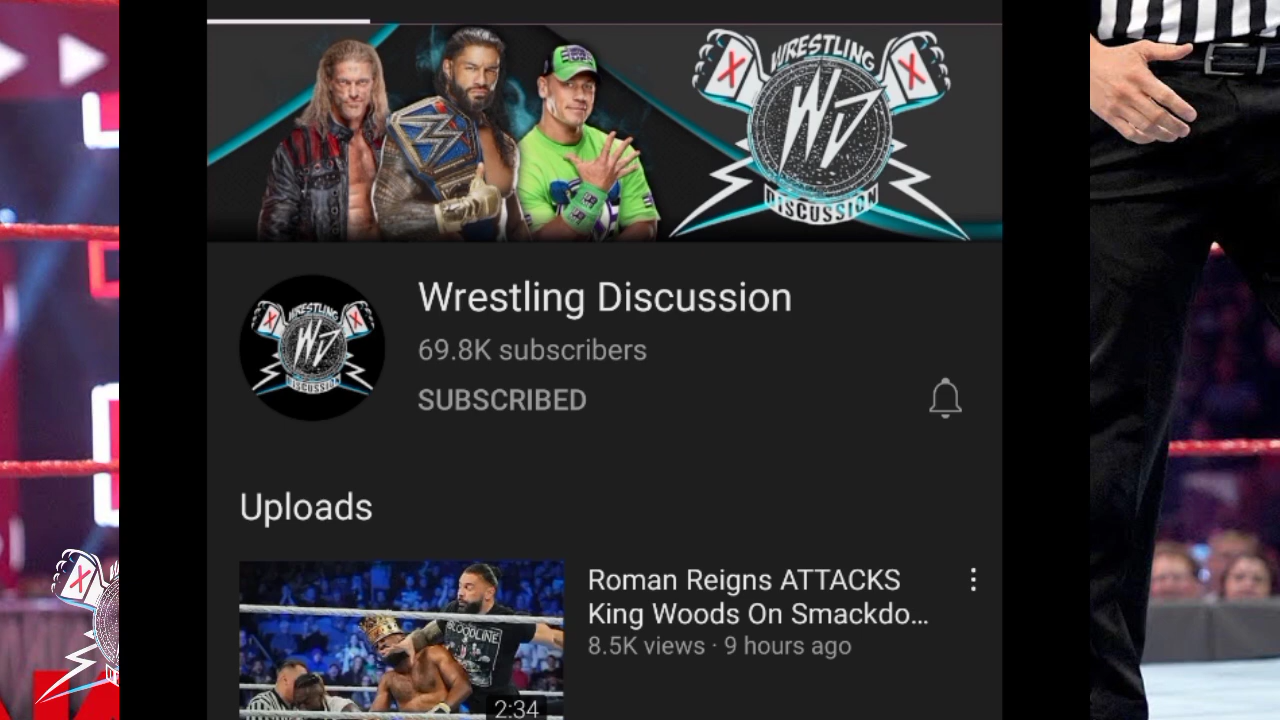 WRESTLING
WD
DISCUSSION
WRESTLING
WD
DISCUSSION
Wrestling Discussion
69.8K subscribers
SUBSCRIBED
Uploads
Roman Reigns ATTACKS
King Woods On Smackdo...
8.5K views · 9 hours ago
BLOODLINE
2:34